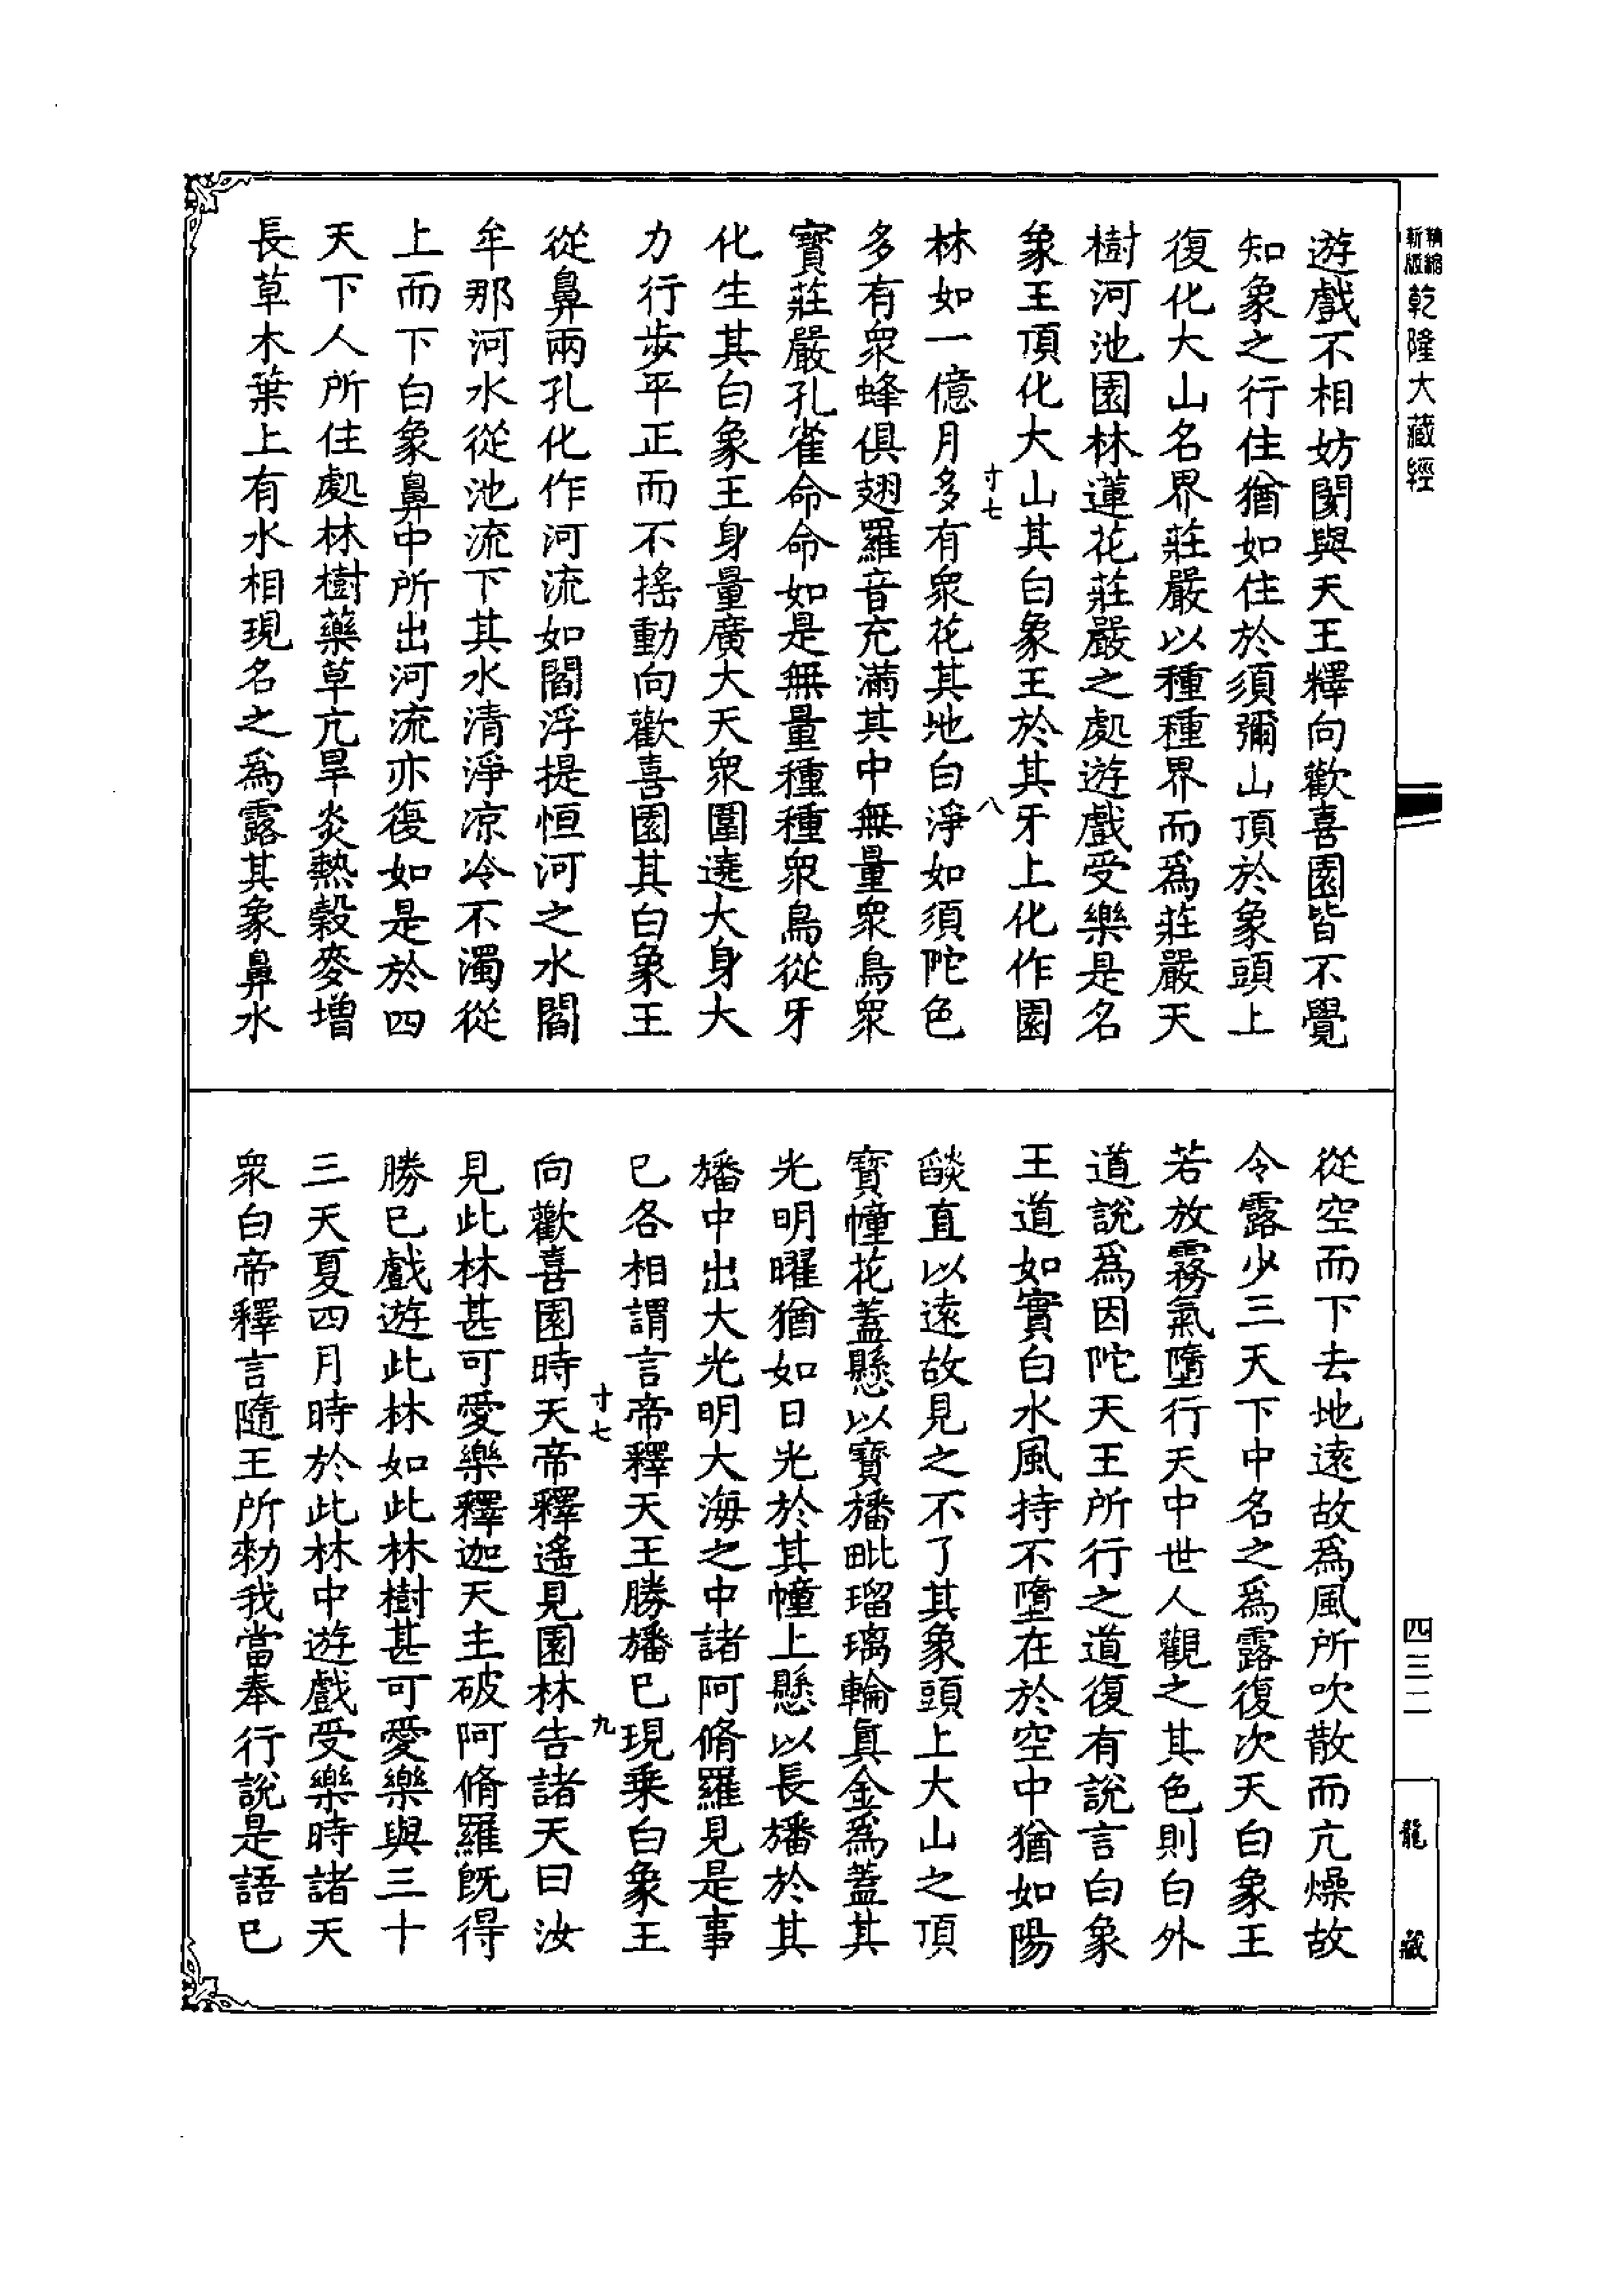 精縮
新版
乾隆大藏經
遊戲不相妨閡與天王釋向歡喜園皆不覺
知象之行住猶如住於須彌山頂於象頭上
復化大山名界莊嚴以種種界而爲莊嚴天
樹河池園林蓮花莊嚴之處遊戲受樂是名
象王頂化大山其白象王於其牙上化作園
寸七
八
林如一億月多有衆花其地白淨如須陀色
多有衆蜂俱翅羅音充滿其中無量衆鳥衆
寶莊嚴孔雀命命如是無量種種衆鳥從牙
化生其白象王身量廣大天衆圍遶大身大
力行步平正而不搖動向歡喜園其白象王
從鼻兩孔化作河流如閻浮提恒河之水閻
牟那河水從池流下其水清淨凉冷不濁從
上而下白象鼻中所出河流亦復如是於四
天下人所住處林樹藥草亢旱炎熱穀麥增
長草木葉上有水相現名之爲露其象鼻水
從空而下去地遠故爲風所吹散而亢燥故
令露少三天下中名之爲露復次天白象王
若放霧氣墮行天中世人觀之其色則白外
道說爲因陀天王所行之道復有說言白象
王道如實白水風持不墮在於空中猶如陽
燄直以遠故見之不了其象頭上大山之頂
寶幢花蓋懸以寶旛毗瑠璃輪真金爲蓋其
光明曜猶如日光於其幢上懸以長旛於其
旛中出大光明大海之中諸阿脩羅見是事
已各相謂言帝釋天王勝旛已現乘白象王
寸七
九
向歡喜園時天帝釋遙見園林告諸天曰汝
見此林甚可愛樂釋迦天主破阿脩羅旣得
勝已戲遊此林如此林樹甚可愛樂與三十
三天夏四月時於此林中遊戲受樂時諸天
衆白帝釋言隨王所勑我當奉行說是語已
四三二
龍藏